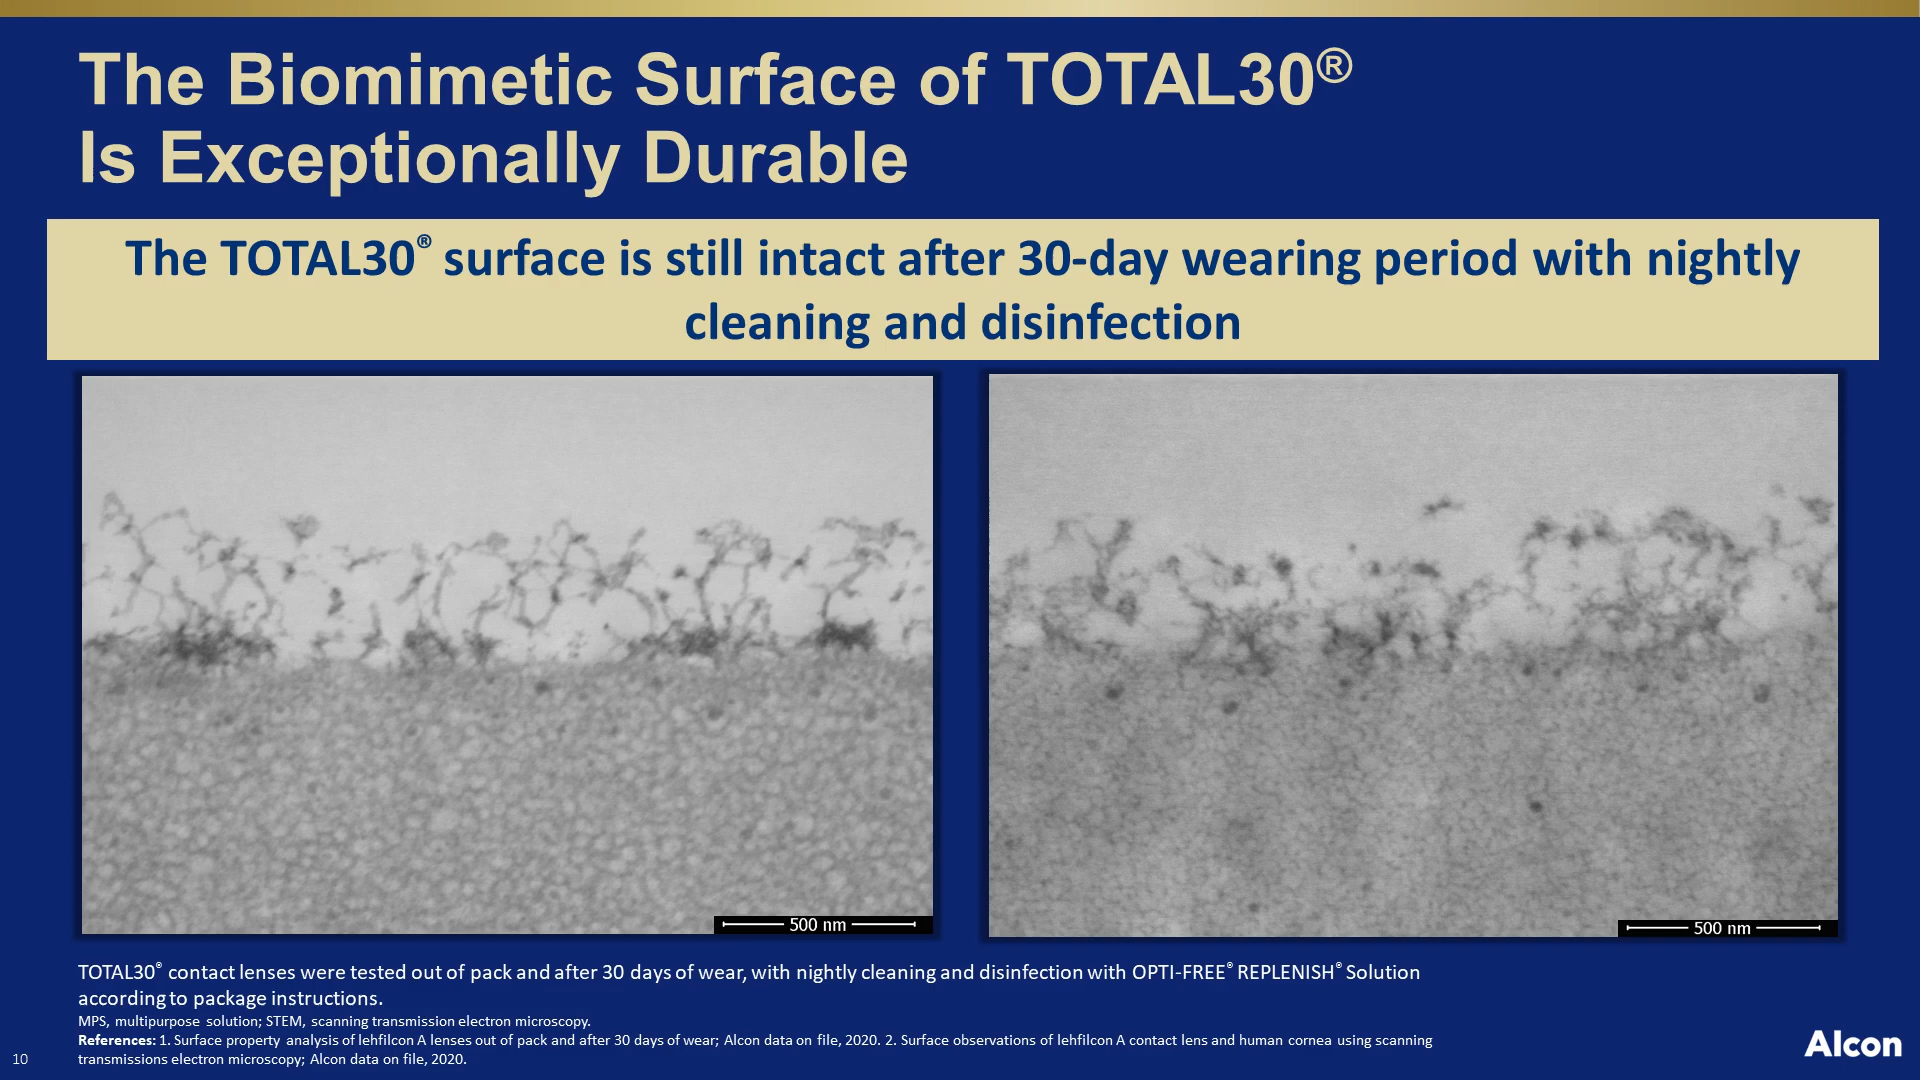 The Biomimetic Surface of TOTAL30®
Is Exceptionally Durable
The TOTAL30® surface is still intact after 30-day wearing period with nightly
cleaning and disinfection
500 nm
500 nm
TOTAL30® contact lenses were tested out of pack and after 30 days of wear, with nightly cleaning and disinfection with OPTI-FREE® REPLENISH® Solution
according to package instructions.
MPS, multipurpose solution; STEM, scanning transmission electron microscopy.
References: 1. Surface property analysis of lehfilcon A lenses out of pack and after 30 days of wear; Alcon data on file, 2020. 2. Surface observations of lehfilcon A contact lens and human cornea using scanning
transmissions electron microscopy; Alcon data on file, 2020.
10
Alcon